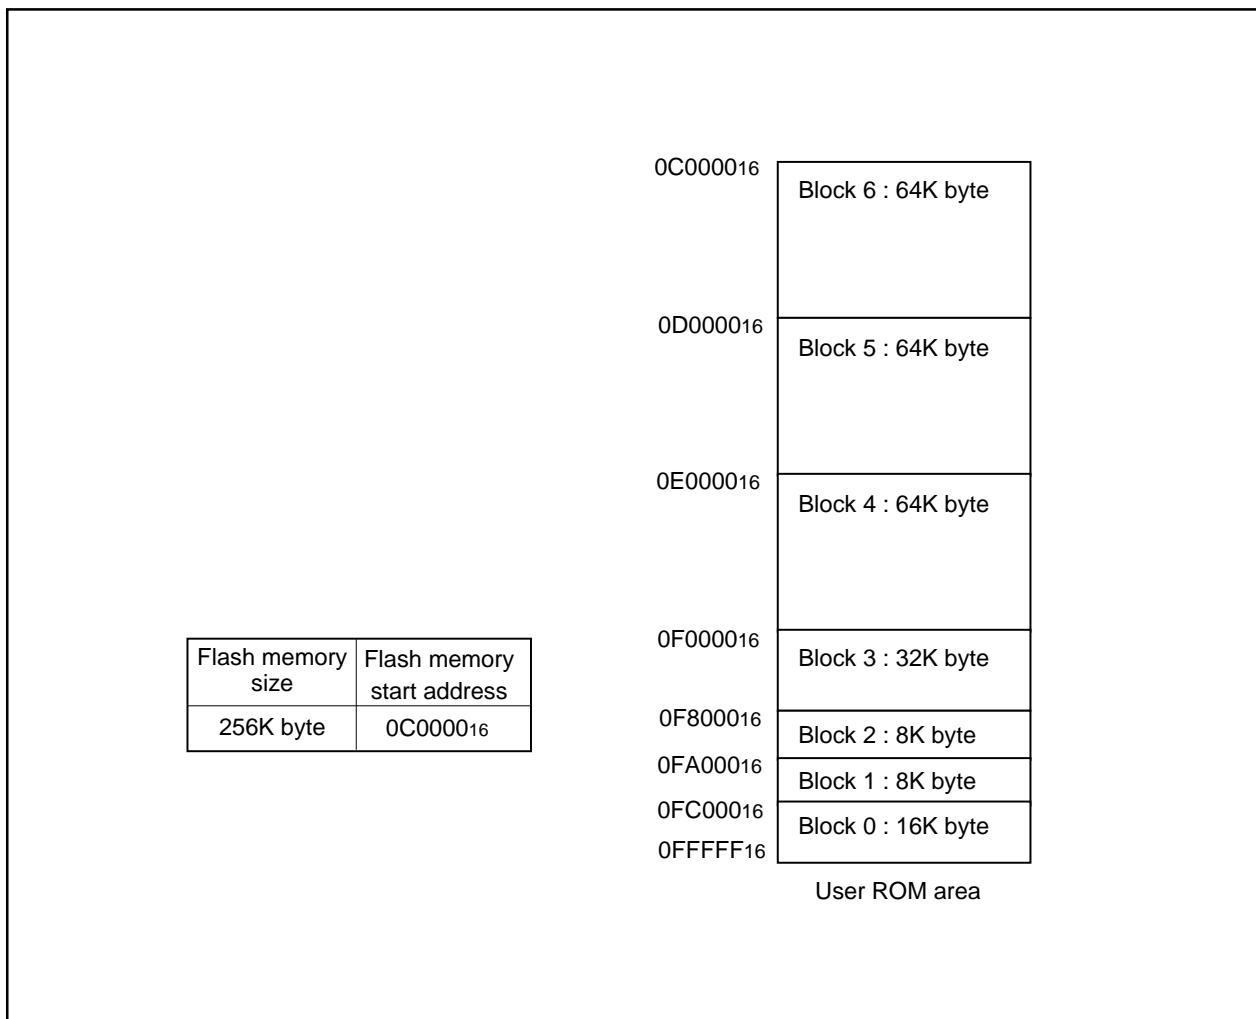 0C000016
Block 6 : 64K byte
0D000016
Block 5 : 64K byte
0E000016
Block 4 : 64K byte
0F000016
Block 3 : 32K byte
0F800016
Block 2 : 8K byte
0FA00016
Block 1 : 8K byte
0FC00016
Block 0 : 16K byte
0FFFFF16
User ROM area
Flash memory
size
Flash memory
start address
256K byte
0C000016